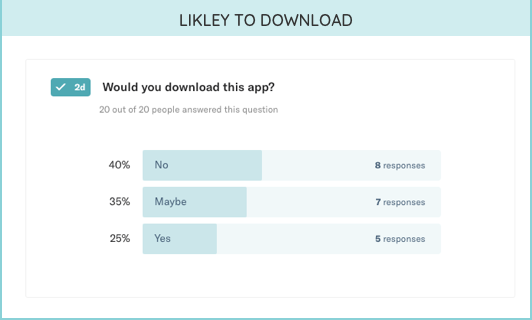 LIKLEY TO DOWNLOAD
2d Would you download this app?
20 out of 20 people answered this question
40% No 8 responses
35% Maybe 7 responses
25% Yes 5 responses